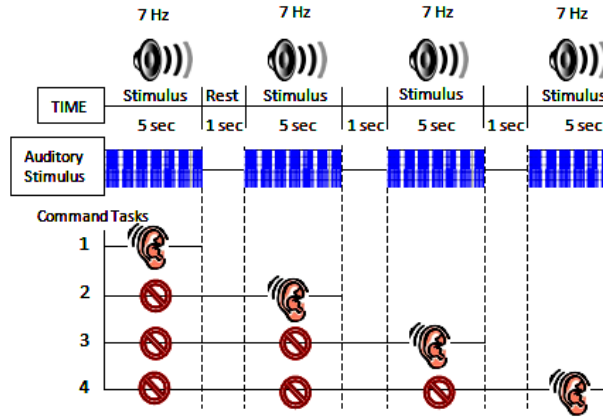 7 Hz 7 Hz 7 Hz 7 Hz
TIME Stimulus Rest Stimulus Stimulus Stimulus
5 sec 1 sec 5 sec 1 sec 5 sec 1 sec 5 sec
Auditory
Stimulus
Command Tasks
1
2
3
4